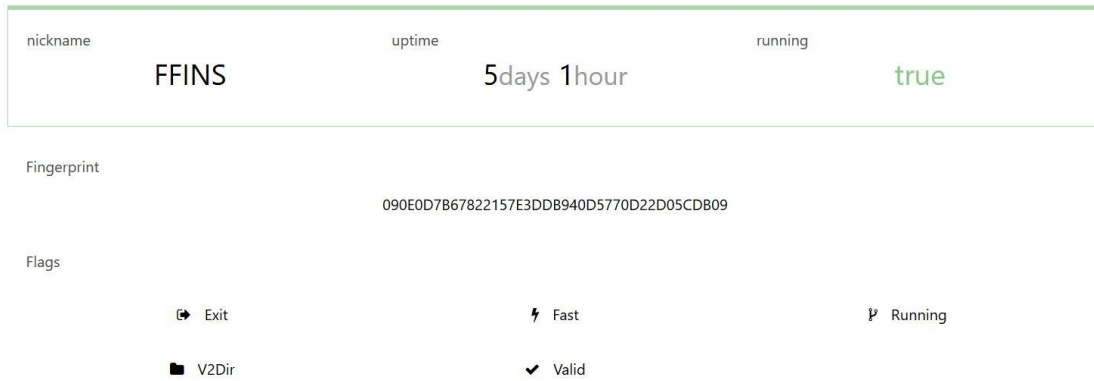 nickname uptime running
FFINS 5days 1hour true
Fingerprint
090E0D7B67822157E3DDB940D5770D22D05CDB09
Flags
Exit Fast Running
V2Dir Valid